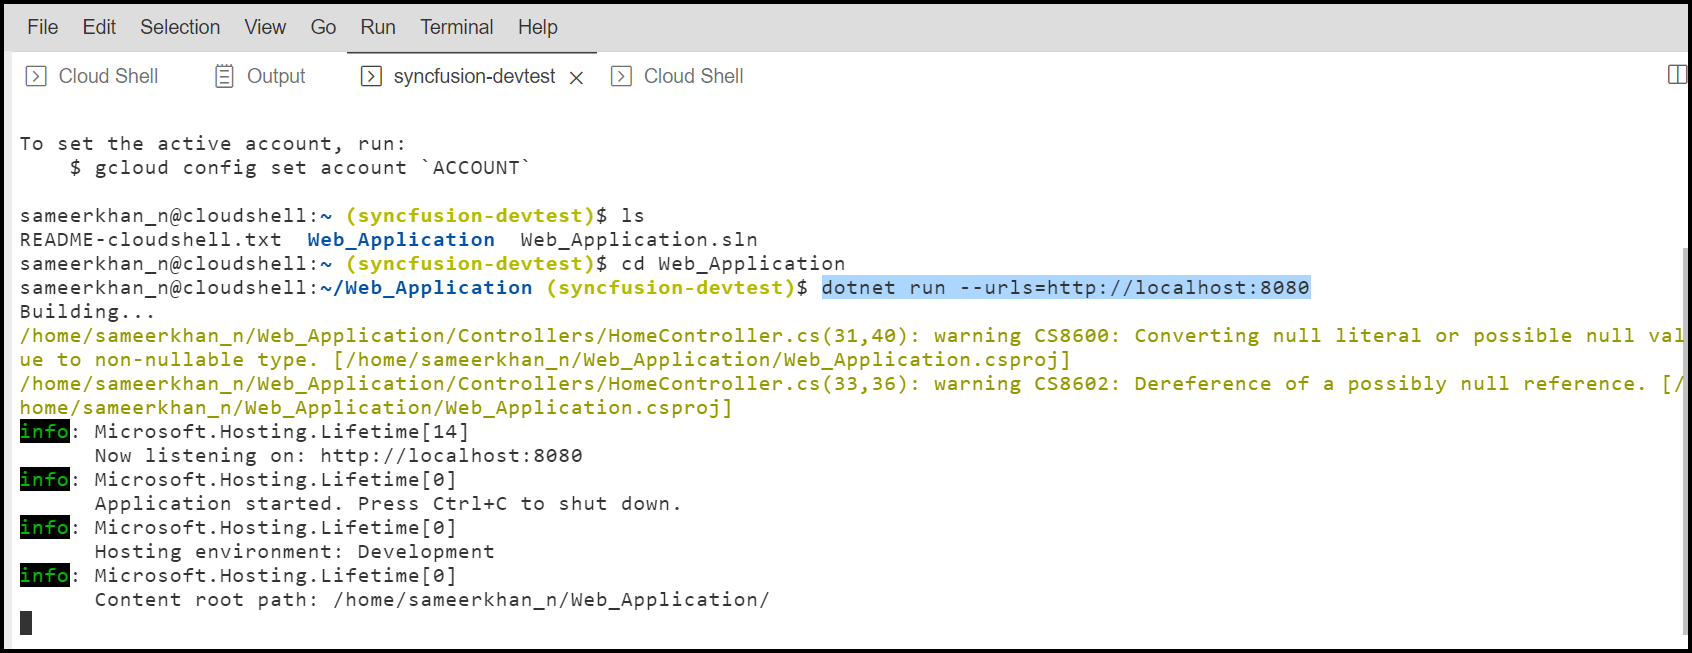 File Edit Selection View Go Run Terminal Help
Cloud Shell Output syncfusion-devtest Cloud Shell
To set the active account, run:
$ gcloud config set account `ACCOUNT`
sameerkhan_n@cloudshell:~ (syncfusion-devtest)$ ls
README-cloudshell.txt Web_Application Web_Application.sln
sameerkhan_n@cloudshell:~ (syncfusion-devtest)$ cd Web_Application
sameerkhan_n@cloudshell:~/Web_Application (syncfusion-devtest)$ dotnet run --urls=http://localhost:8080
Building...
/home/sameerkhan_n/Web_Application/Controllers/HomeController.cs(31,40): warning CS8600: Converting null literal or possible null val
ue to non-nullable type. [/home/sameerkhan_n/Web_Application/Web_Application.csproj]
/home/sameerkhan_n/Web_Application/Controllers/HomeController.cs(33,36): warning CS8602: Dereference of a possibly null reference. [/
home/sameerkhan_n/Web_Application/Web_Application.csproj]
info: Microsoft.Hosting.Lifetime[14]
Now listening on: http://localhost:8080
info: Microsoft.Hosting.Lifetime[0]
Application started. Press Ctrl+C to shut down.
info: Microsoft.Hosting.Lifetime[0]
Hosting environment: Development
info: Microsoft.Hosting.Lifetime[0]
Content root path: /home/sameerkhan_n/Web_Application/